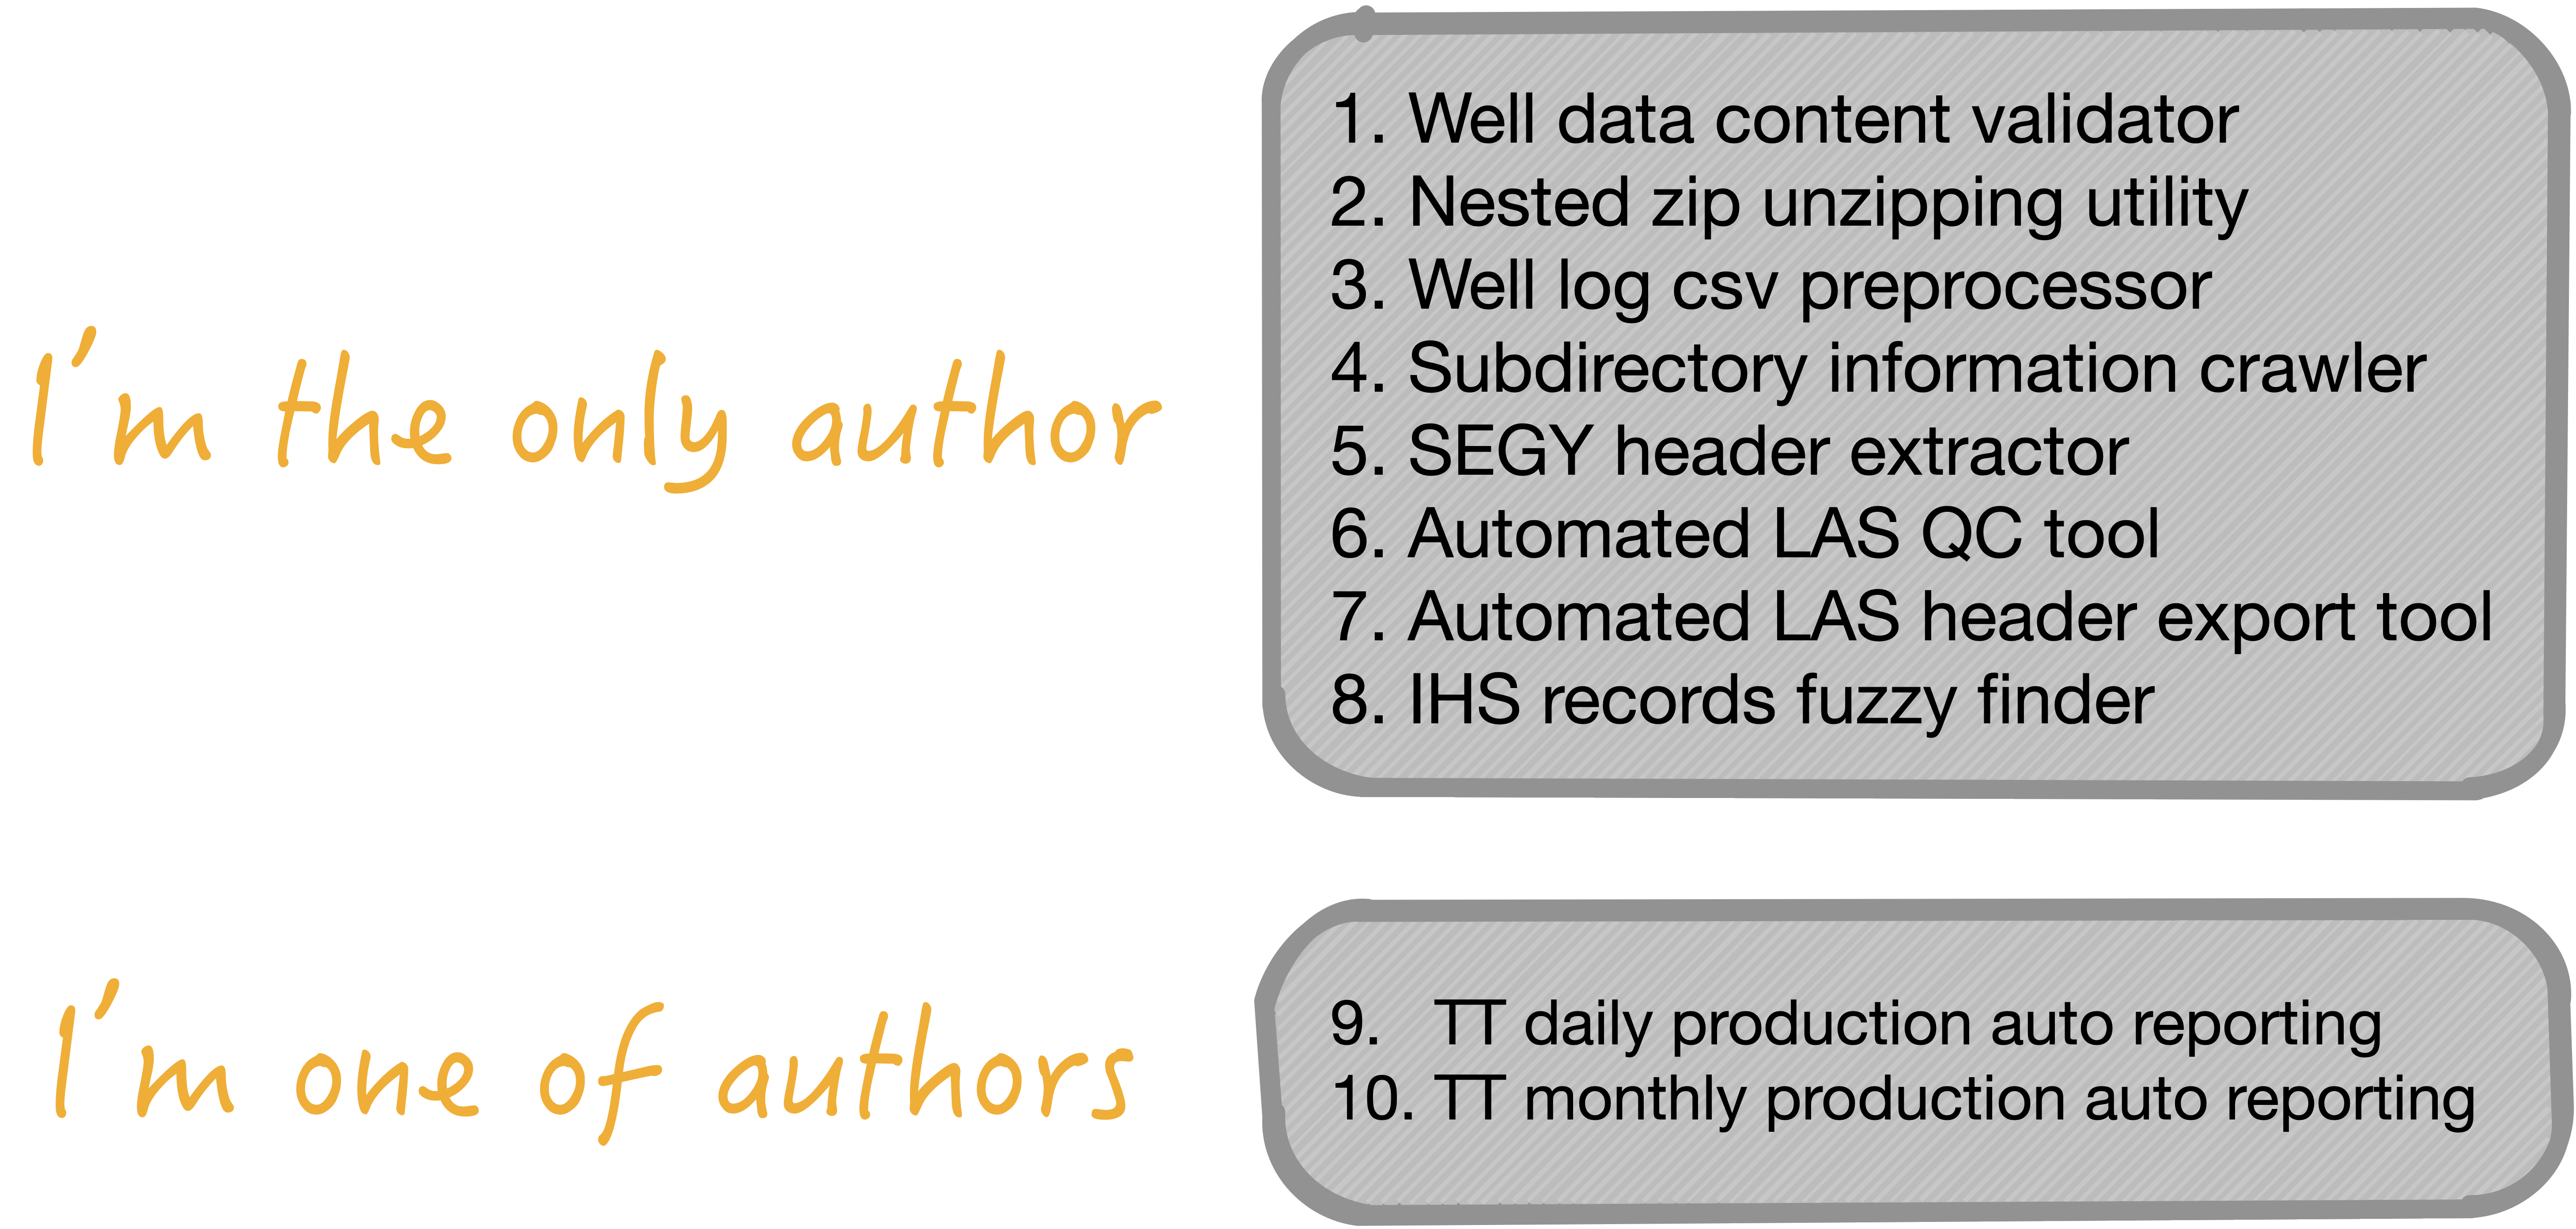 I'm the only author
1. Well data content validator
2. Nested zip unzipping utility
3. Well log csv preprocessor
4. Subdirectory information crawler
5. SEGY header extractor
6. Automated LAS QC tool
7. Automated LAS header export tool
8. IHS records fuzzy finder
I'm one of authors
9. TT daily production auto reporting
10. TT monthly production auto reporting